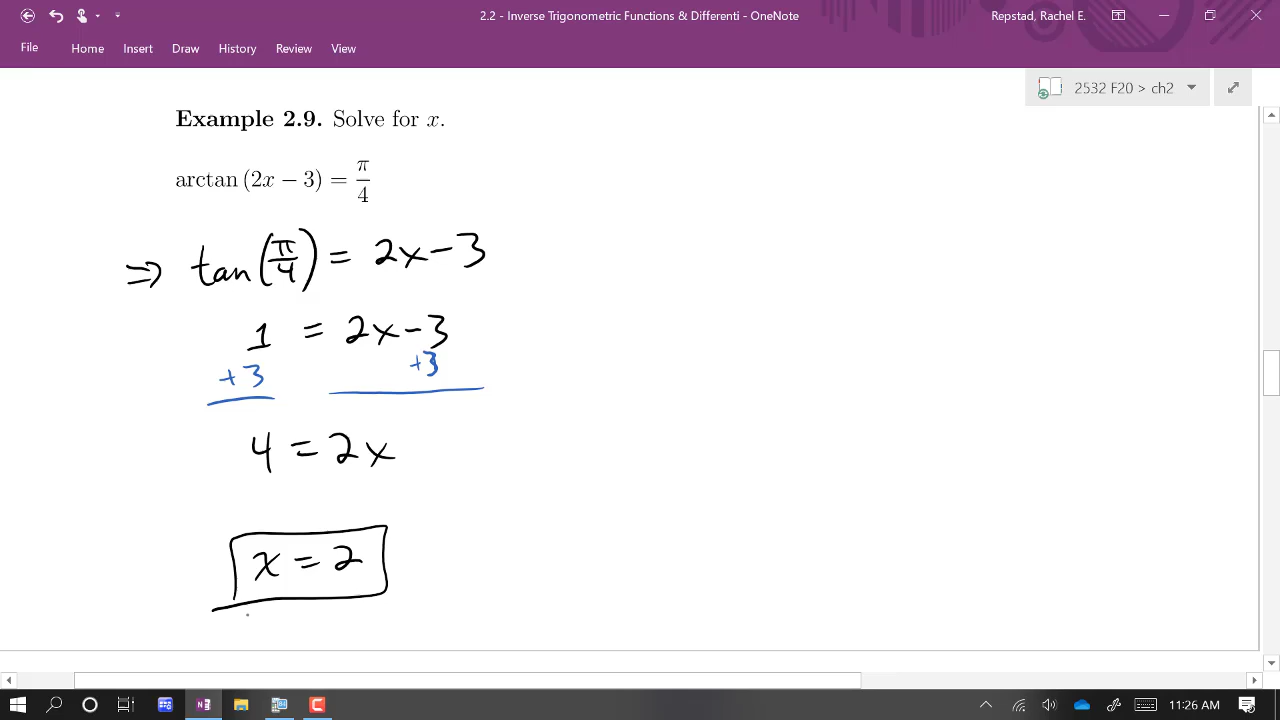 2.2 - Inverse Trigonometric Functions & Differenti - OneNote
Repstad, Rachel E.
File Home Insert Draw History Review View
2532 F20 > ch2
Example 2.9. Solve for x.
arctan (2x − 3) = π/4
⇒ tan(π/4) = 2x − 3
1 = 2x − 3
+3 +3
4 = 2x
x = 2
11:26 AM